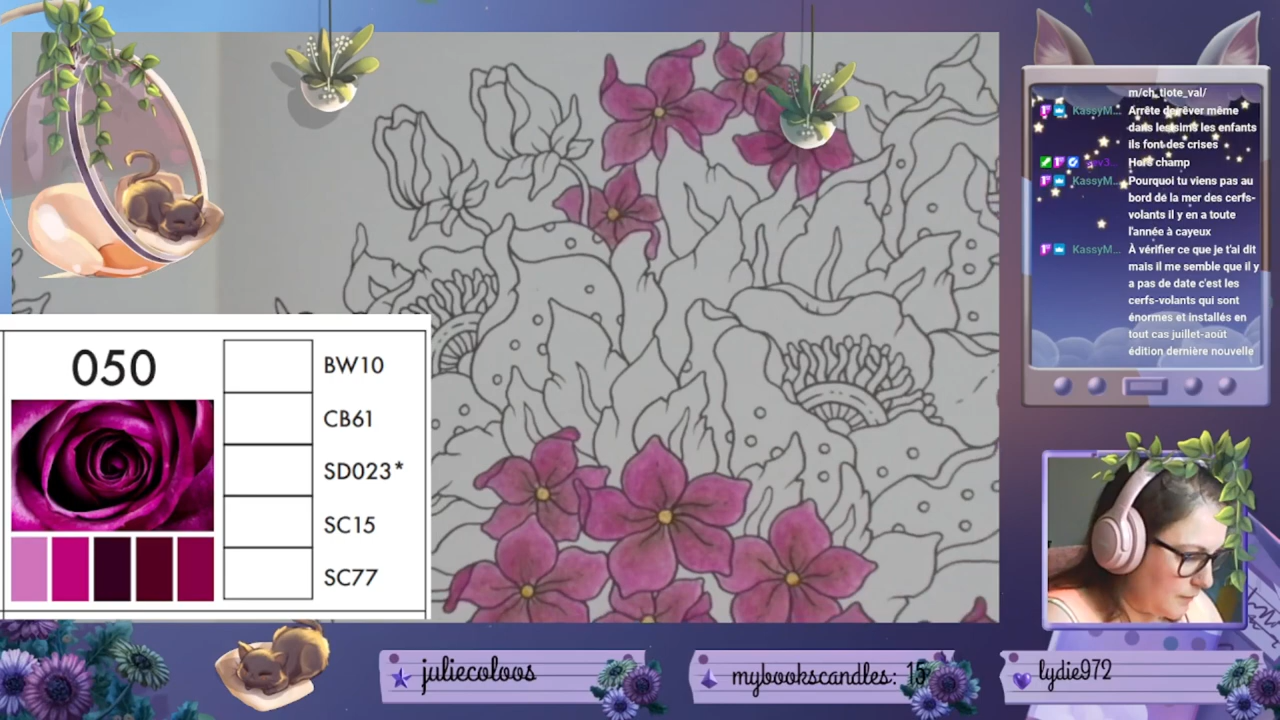 m/ch_tiote_val/
KassyM... Arrête de rêver même
dans les sims les enfants
ils font des crises
Hors champ
KassyM... Pourquoi tu viens pas au
bord de la mer des cerfs-
volants il y en a toute
l'année à cayeux
KassyM... À vérifier ce que je t'ai dit
mais il me semble que il y
a pas de date c'est les
cerfs-volants qui sont
énormes et installés en
tout cas juillet-août
édition dernière nouvelle
050
BW10
CB61
SD023*
SC15
SC77
juliecoloos
mybookscandles: 15
lydie972